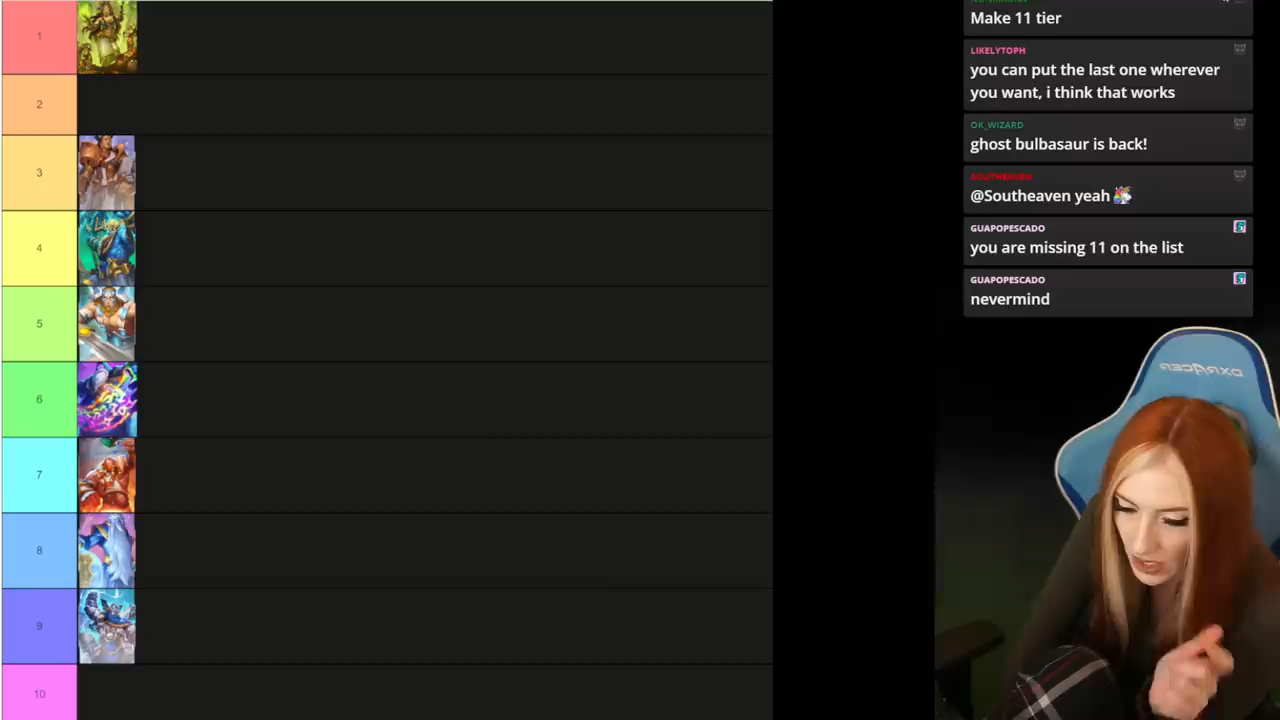 1
2
3
4
5
6
7
8
9
10
Make 11 tier
LIKELYTOPH
you can put the last one wherever
you want, i think that works
OK_WIZARD
ghost bulbasaur is back!
SOUTHEAVEN
@Southeaven yeah
GUAPOPESCADO
you are missing 11 on the list
GUAPOPESCADO
nevermind
DXRACER